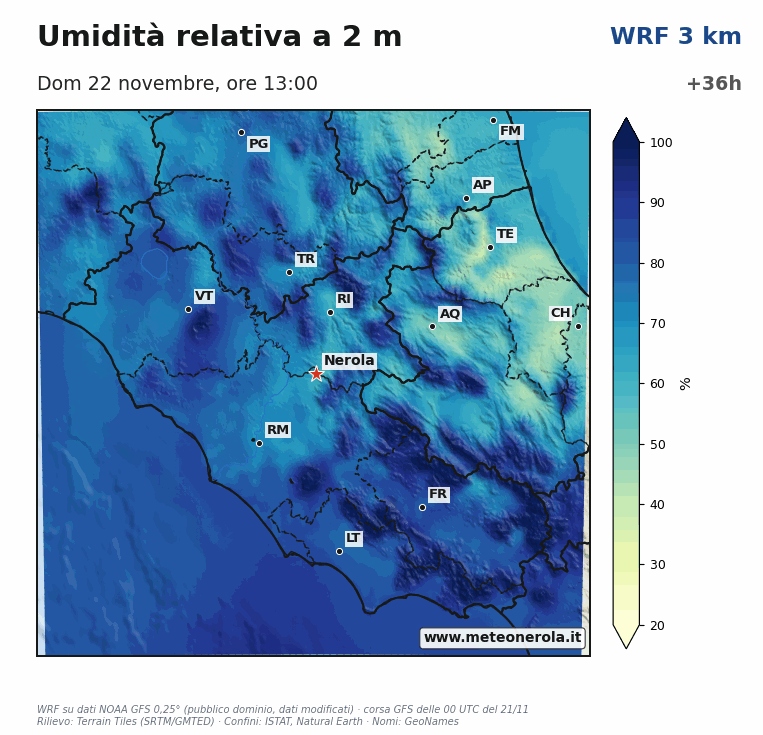 Umidità relativa a 2 m
WRF 3 km
Dom 22 novembre, ore 13:00
+36h
PG
FM
AP
TE
TR
VT
RI
AQ
CH
Nerola
RM
FR
LT
100
90
80
70
60
50
40
30
20
%
www.meteonerola.it
WRF su dati NOAA GFS 0,25° (pubblico dominio, dati modificati) · corsa GFS delle 00 UTC del 21/11
Rilievo: Terrain Tiles (SRTM/GMTED) · Confini: ISTAT, Natural Earth · Nomi: GeoNames